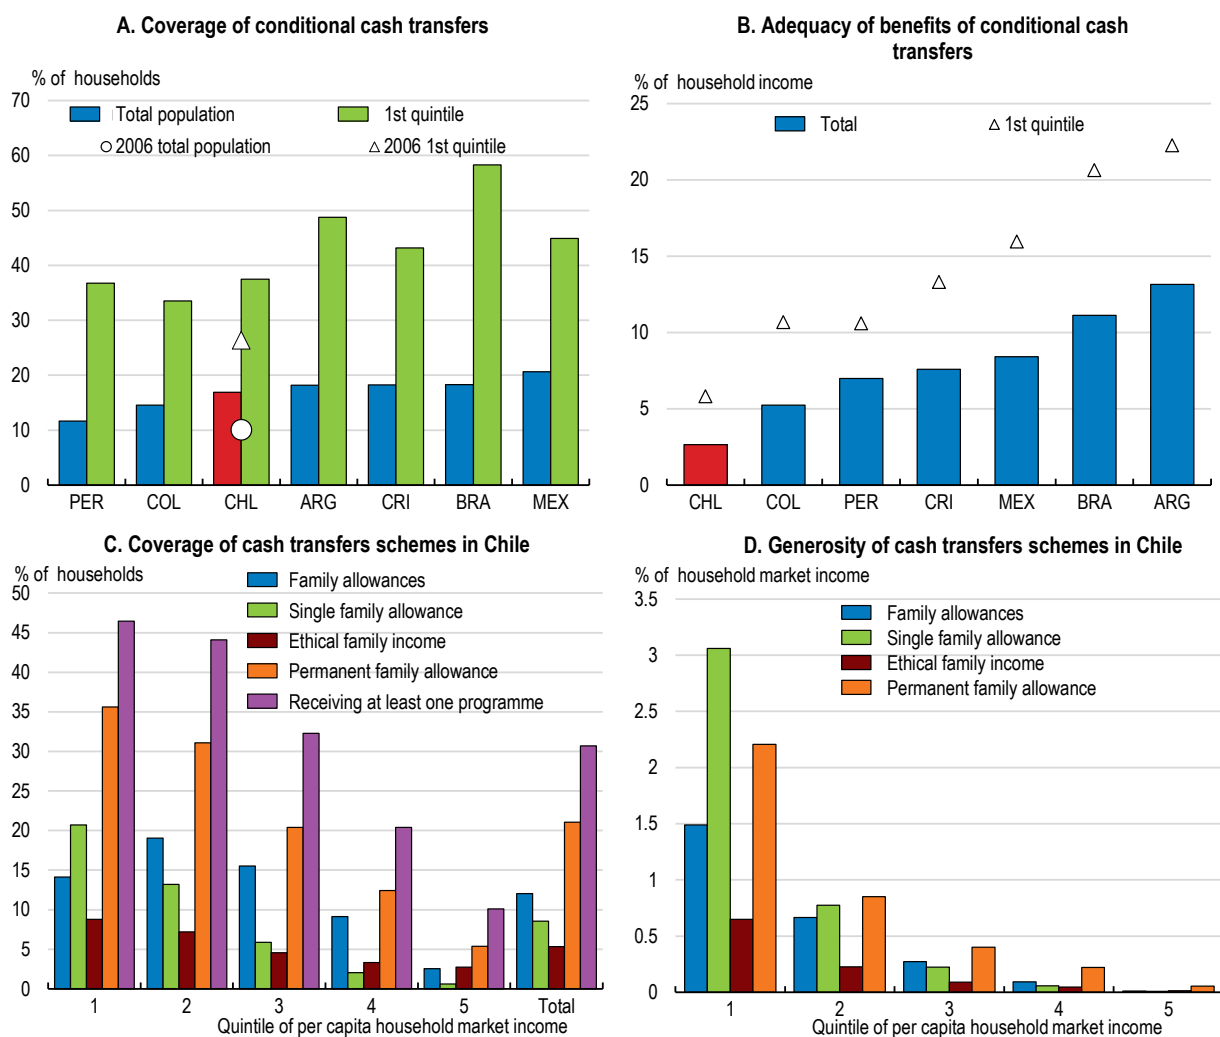 A. Coverage of conditional cash transfers
% of households
70
60
50
40
30
20
10
0
Total population
1st quintile
2006 total population
2006 1st quintile
PER COL CHL ARG CRI BRA MEX
B. Adequacy of benefits of conditional cash
transfers
% of household income
25
20
15
10
5
0
Total
1st quintile
CHL COL PER CRI MEX BRA ARG
C. Coverage of cash transfers schemes in Chile
% of households
50
45
40
35
30
25
20
15
10
5
0
Family allowances
Single family allowance
Ethical family income
Permanent family allowance
Receiving at least one programme
1 2 3 4 5 Total
Quintile of per capita household market income
D. Generosity of cash transfers schemes in Chile
% of household market income
3.5
3
2.5
2
1.5
1
0.5
0
Family allowances
Single family allowance
Ethical family income
Permanent family allowance
1 2 3 4 5
Quintile of per capita household market income